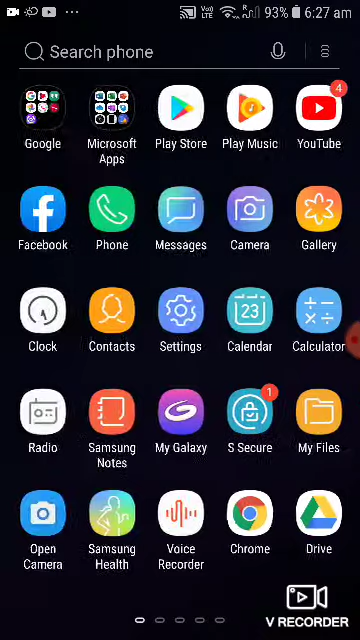 VoD LTE 93% 6:27 am
Search phone
4
Google
Microsoft Apps
Play Store
Play Music
YouTube
Facebook
Phone
Messages
Camera
Gallery
23
Clock
Contacts
Settings
Calendar
Calculator
1
Radio
Samsung Notes
My Galaxy
S Secure
My Files
Open Camera
Samsung Health
Voice Recorder
Chrome
Drive
V RECORDER